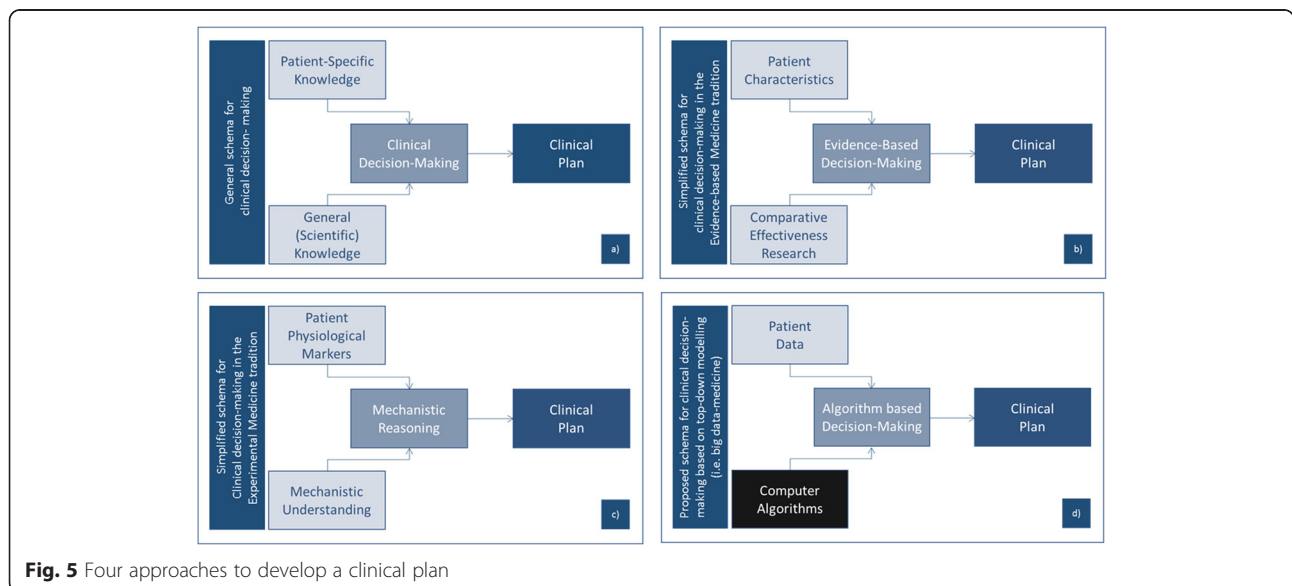 General schema for
clinical decision- making
Patient-Specific
Knowledge
Clinical
Decision-Making
Clinical
Plan
General
(Scientific)
Knowledge
a)
Simplified schema for
clinical decision-making in the
Evidence-based Medicine tradition
Patient
Characteristics
Evidence-Based
Decision-Making
Clinical
Plan
Comparative
Effectiveness
Research
b)
Simplified schema for
Clinical decision-making in the
Experimental Medicine tradition
Patient
Physiological
Markers
Mechanistic
Reasoning
Clinical
Plan
Mechanistic
Understanding
c)
Proposed schema for clinical decision-
making based on top-down modelling
(i.e. big data-medicine)
Patient
Data
Algorithm based
Decision-Making
Clinical
Plan
Computer
Algorithms
d)
Fig. 5 Four approaches to develop a clinical plan